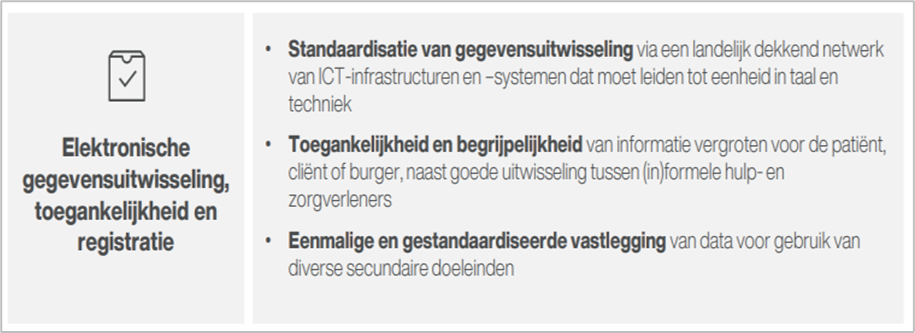 Elektronische
gegevensuitwisseling,
toegankelijkheid en
registratie
• Standaardisatie van gegevensuitwisseling via een landelijk dekkend netwerk
van ICT-infrastructuren en –systemen dat moet leiden tot eenheid in taal en
techniek
• Toegankelijkheid en begrijpelijkheid van informatie vergroten voor de patiënt,
cliënt of burger, naast goede uitwisseling tussen (in)formele hulp- en
zorgverleners
• Eenmalige en gestandaardiseerde vastlegging van data voor gebruik van
diverse secundaire doeleinden